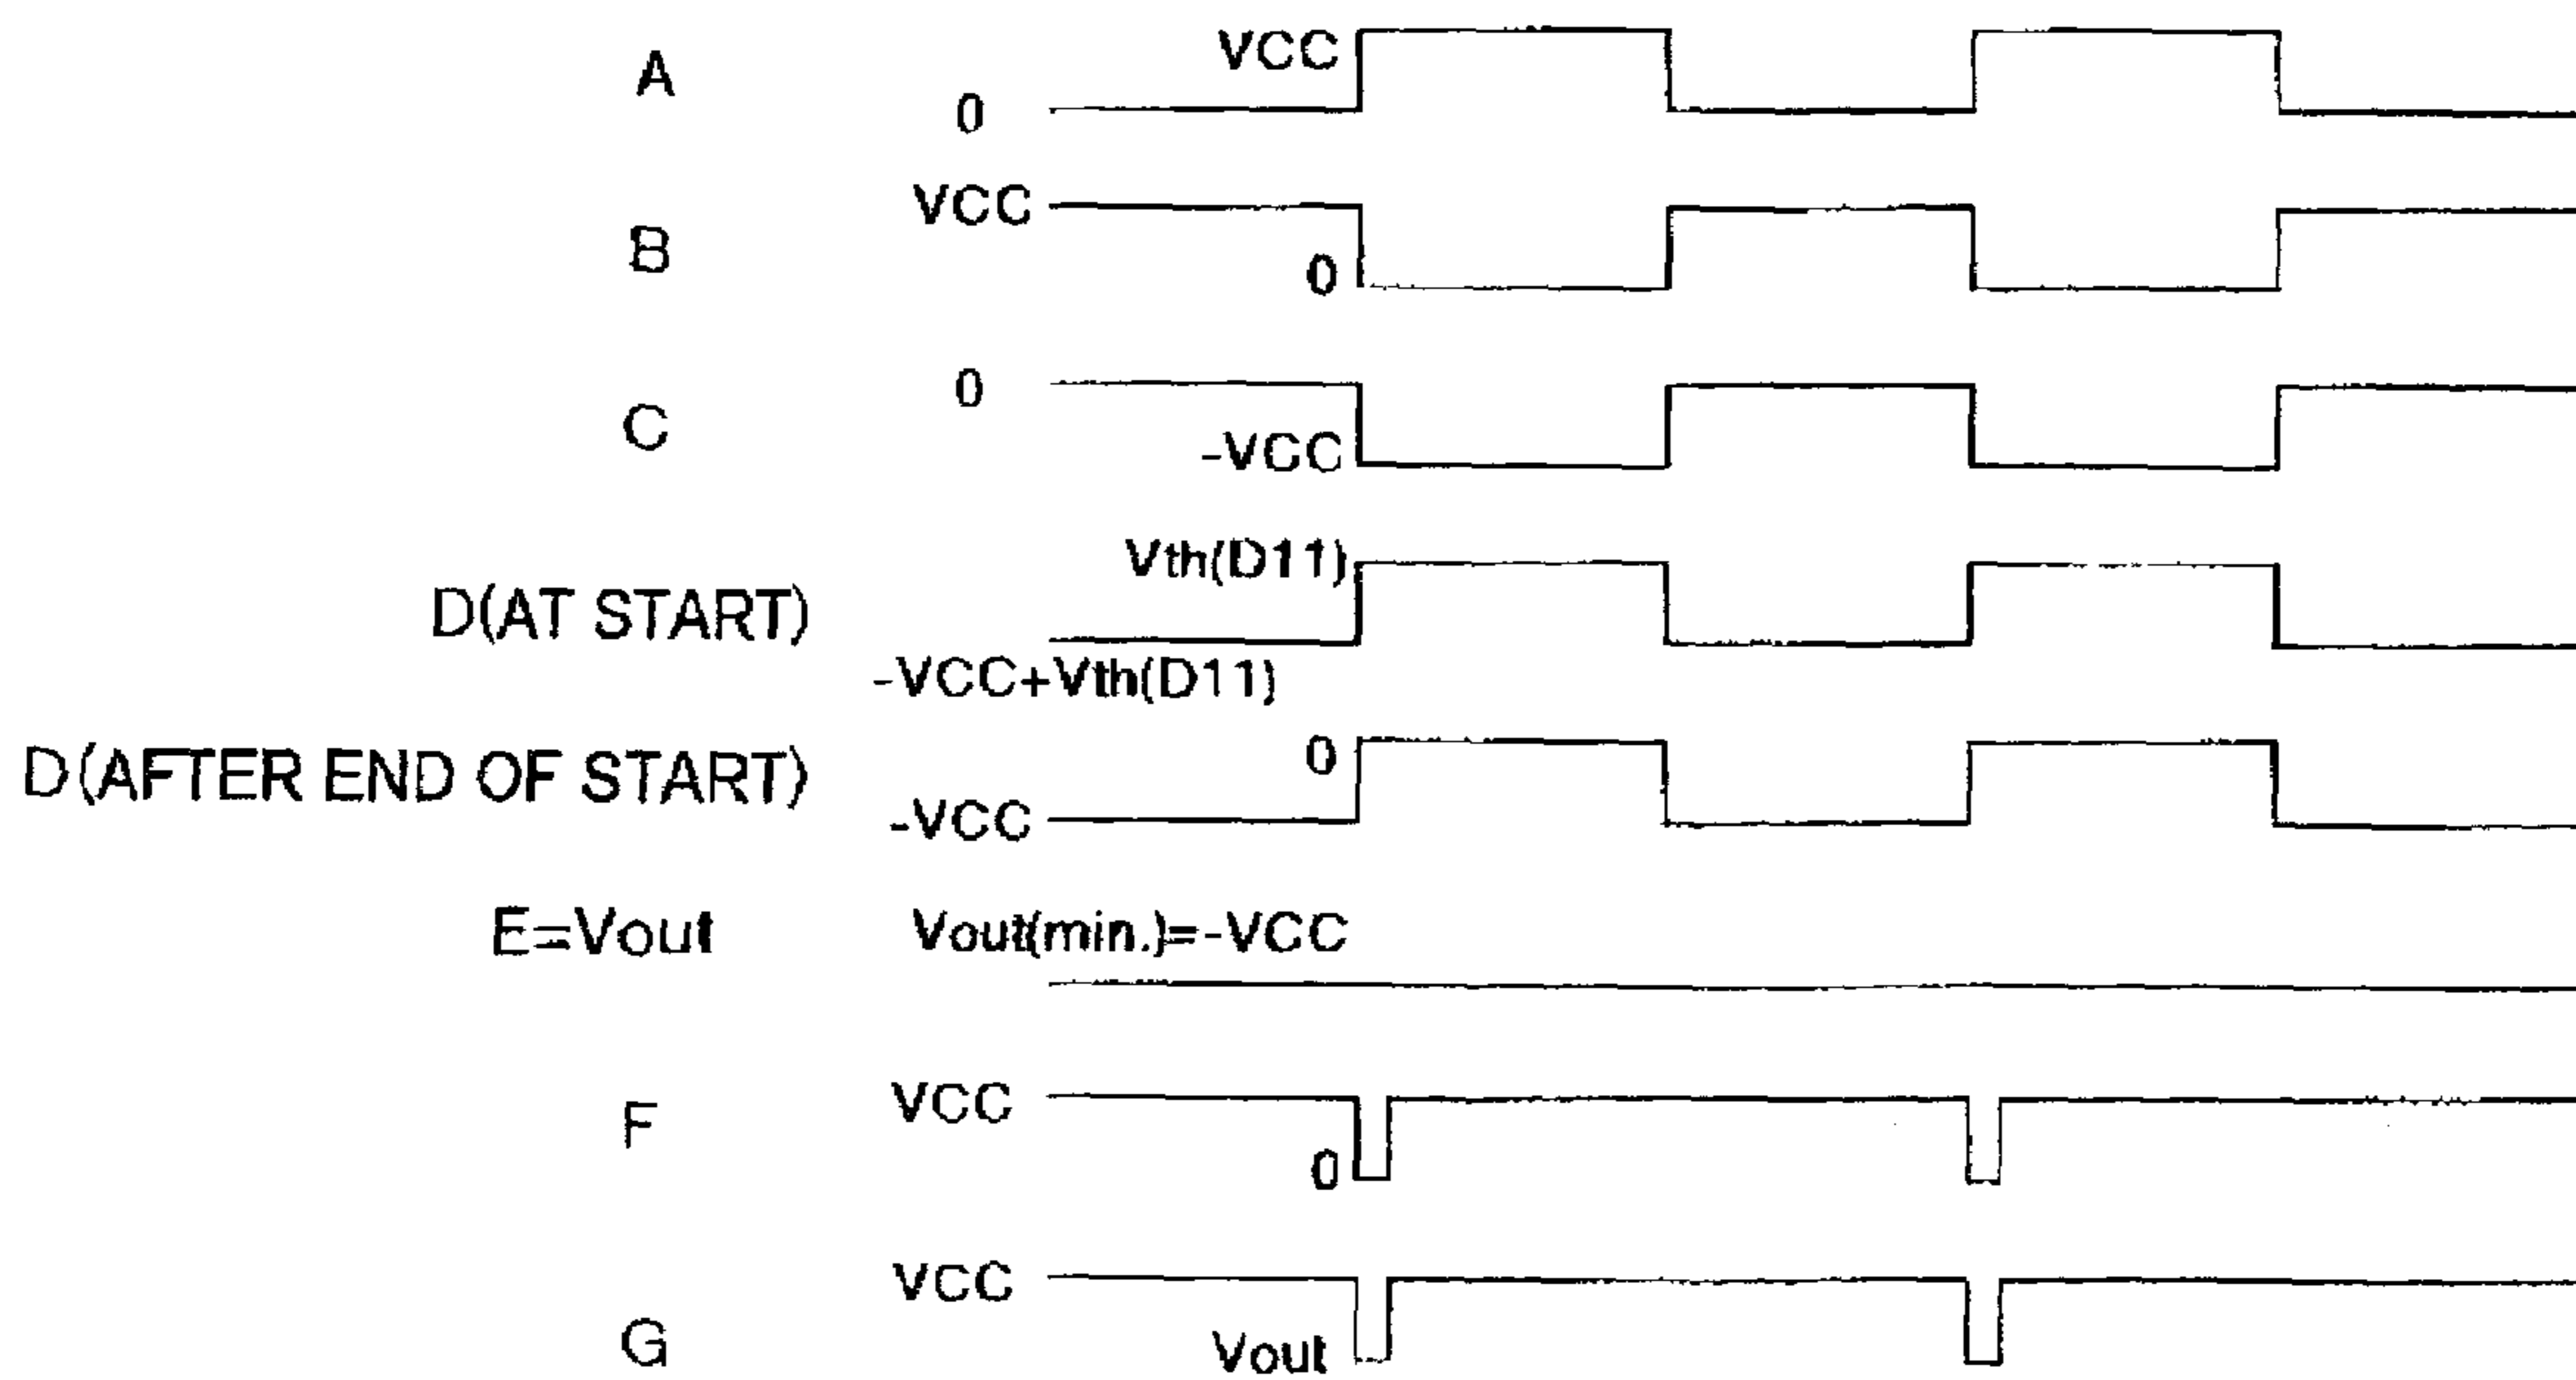 A
VCC
0
B
VCC
0
C
0
-VCC
D(AT START)
Vth(D11)
-VCC+Vth(D11)
D(AFTER END OF START)
0
-VCC
E=Vout
Vout(min.)=-VCC
F
VCC
0
G
VCC
Vout